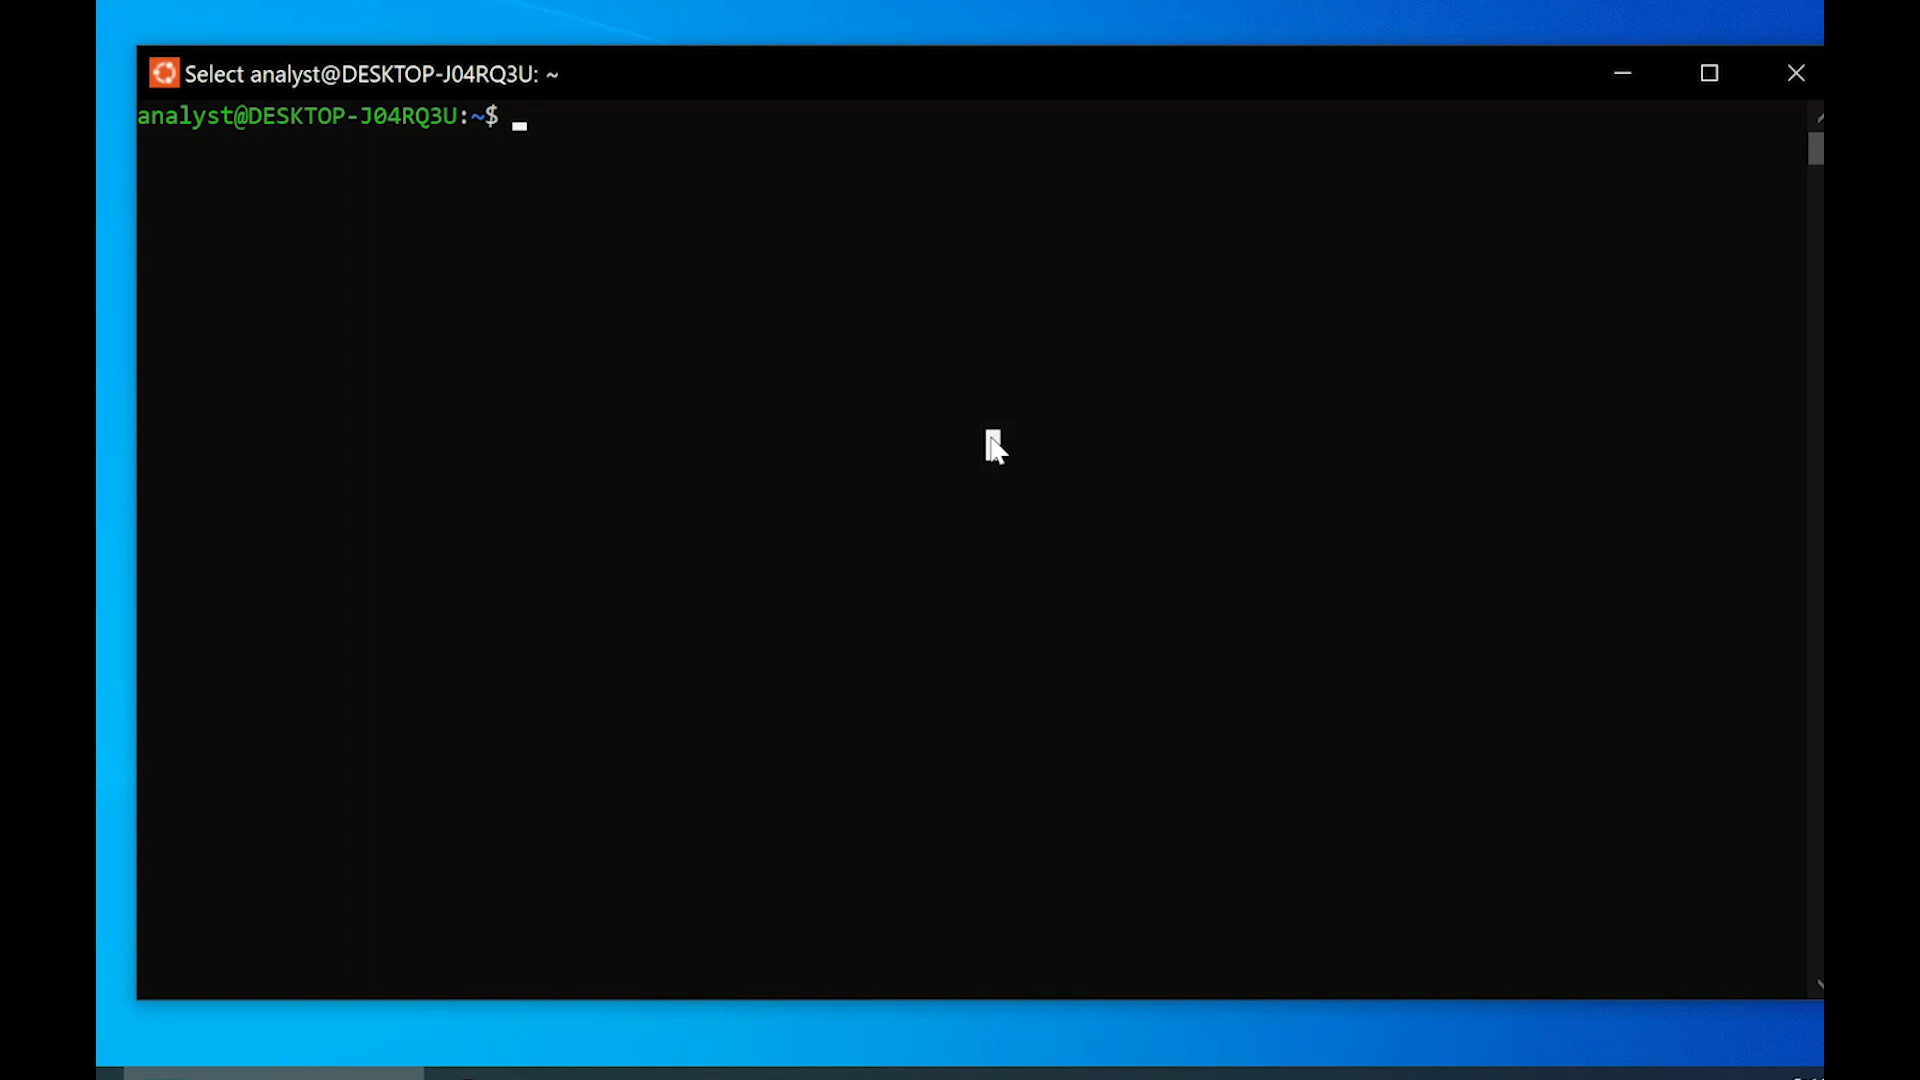 Select analyst@DESKTOP-J04RQ3U: ~
analyst@DESKTOP-J04RQ3U:~$